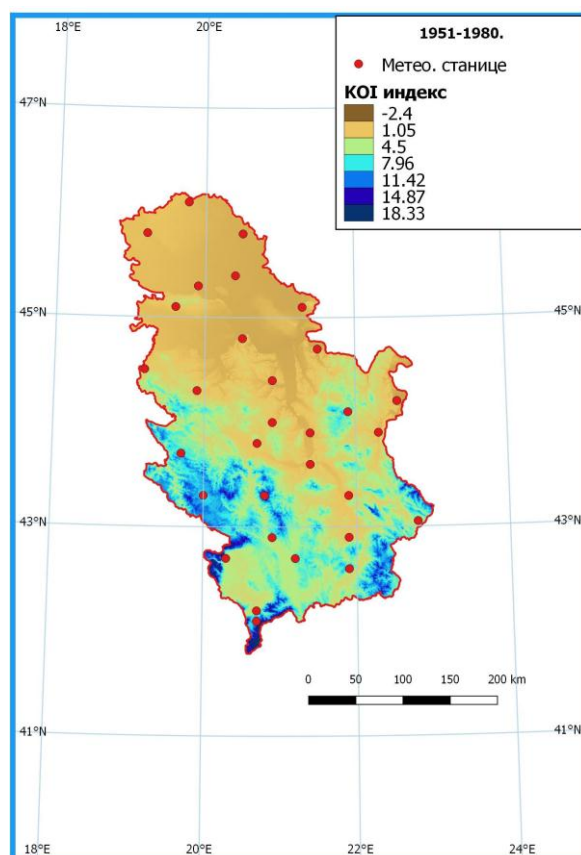 1951-1980.
Метео. станице
KOI индекс
-2.4
1.05
4.5
7.96
11.42
14.87
18.33
18°E 20°E
47°N
45°N 45°N
43°N 43°N
0 50 100 150 200 km
41°N 41°N
18°E 20°E 22°E 24°E